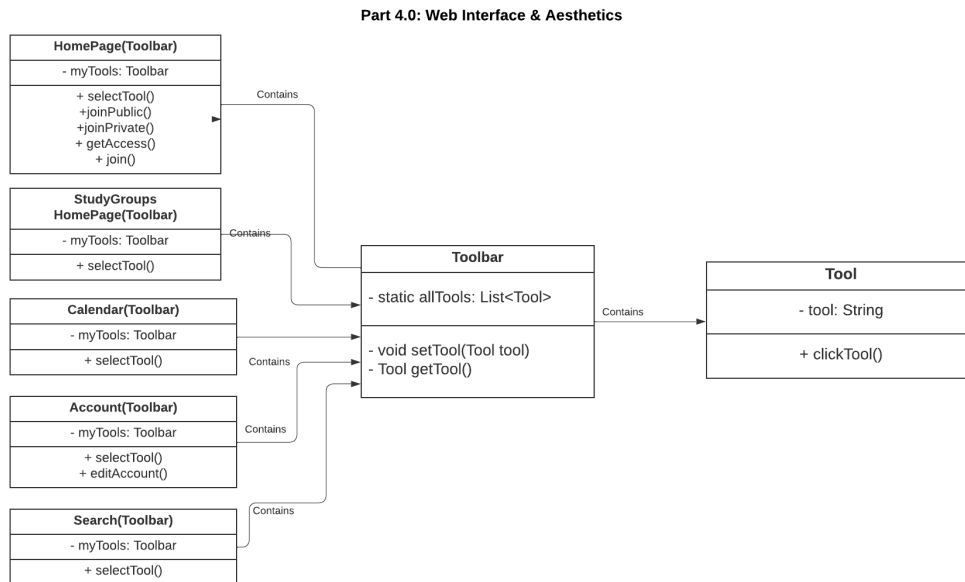 Part 4.0: Web Interface & Aesthetics
HomePage(Toolbar)
- myTools: Toolbar
+ selectTool()
+joinPublic()
+joinPrivate()
+ getAccess()
+ join()
Contains
StudyGroups
HomePage(Toolbar)
- myTools: Toolbar
+ selectTool()
Contains
Calendar(Toolbar)
- myTools: Toolbar
+ selectTool()
Contains
Account(Toolbar)
- myTools: Toolbar
+ selectTool()
+ editAccount()
Contains
Search(Toolbar)
- myTools: Toolbar
+ selectTool()
Contains
Toolbar
- static allTools: List<Tool>
- void setTool(Tool tool)
- Tool getTool()
Contains
Tool
- tool: String
+ clickTool()